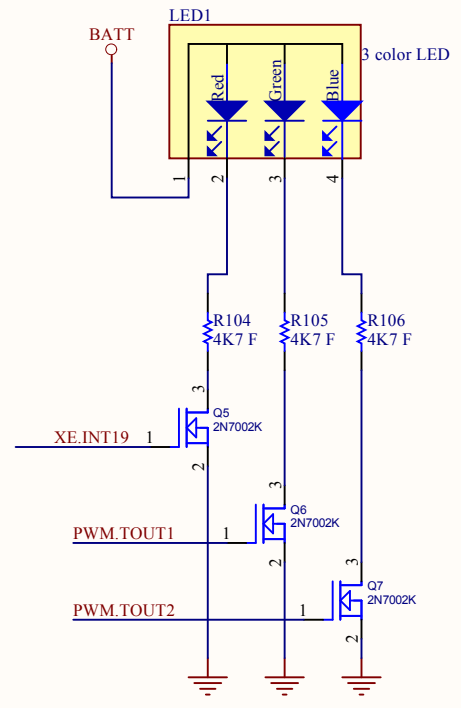 LED1
BATT
3 color LED
Red
Green
Blue
1
2
3
4
R104
4K7 F
R105
4K7 F
R106
4K7 F
3
Q5
2N7002K
XE.INT19
1
2
3
Q6
2N7002K
PWM.TOUT1
1
2
3
Q7
2N7002K
PWM.TOUT2
1
2